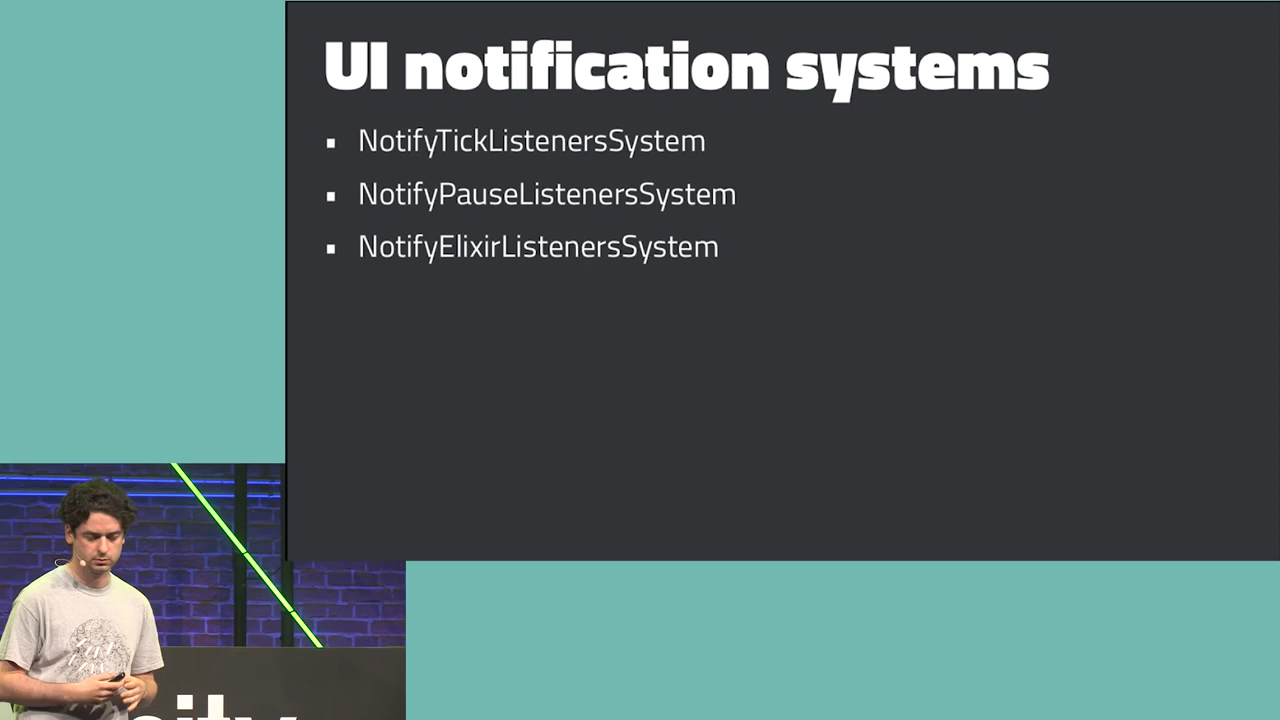 UI notification systems
▪ NotifyTickListenersSystem
▪ NotifyPauseListenersSystem
▪ NotifyElixirListenersSystem